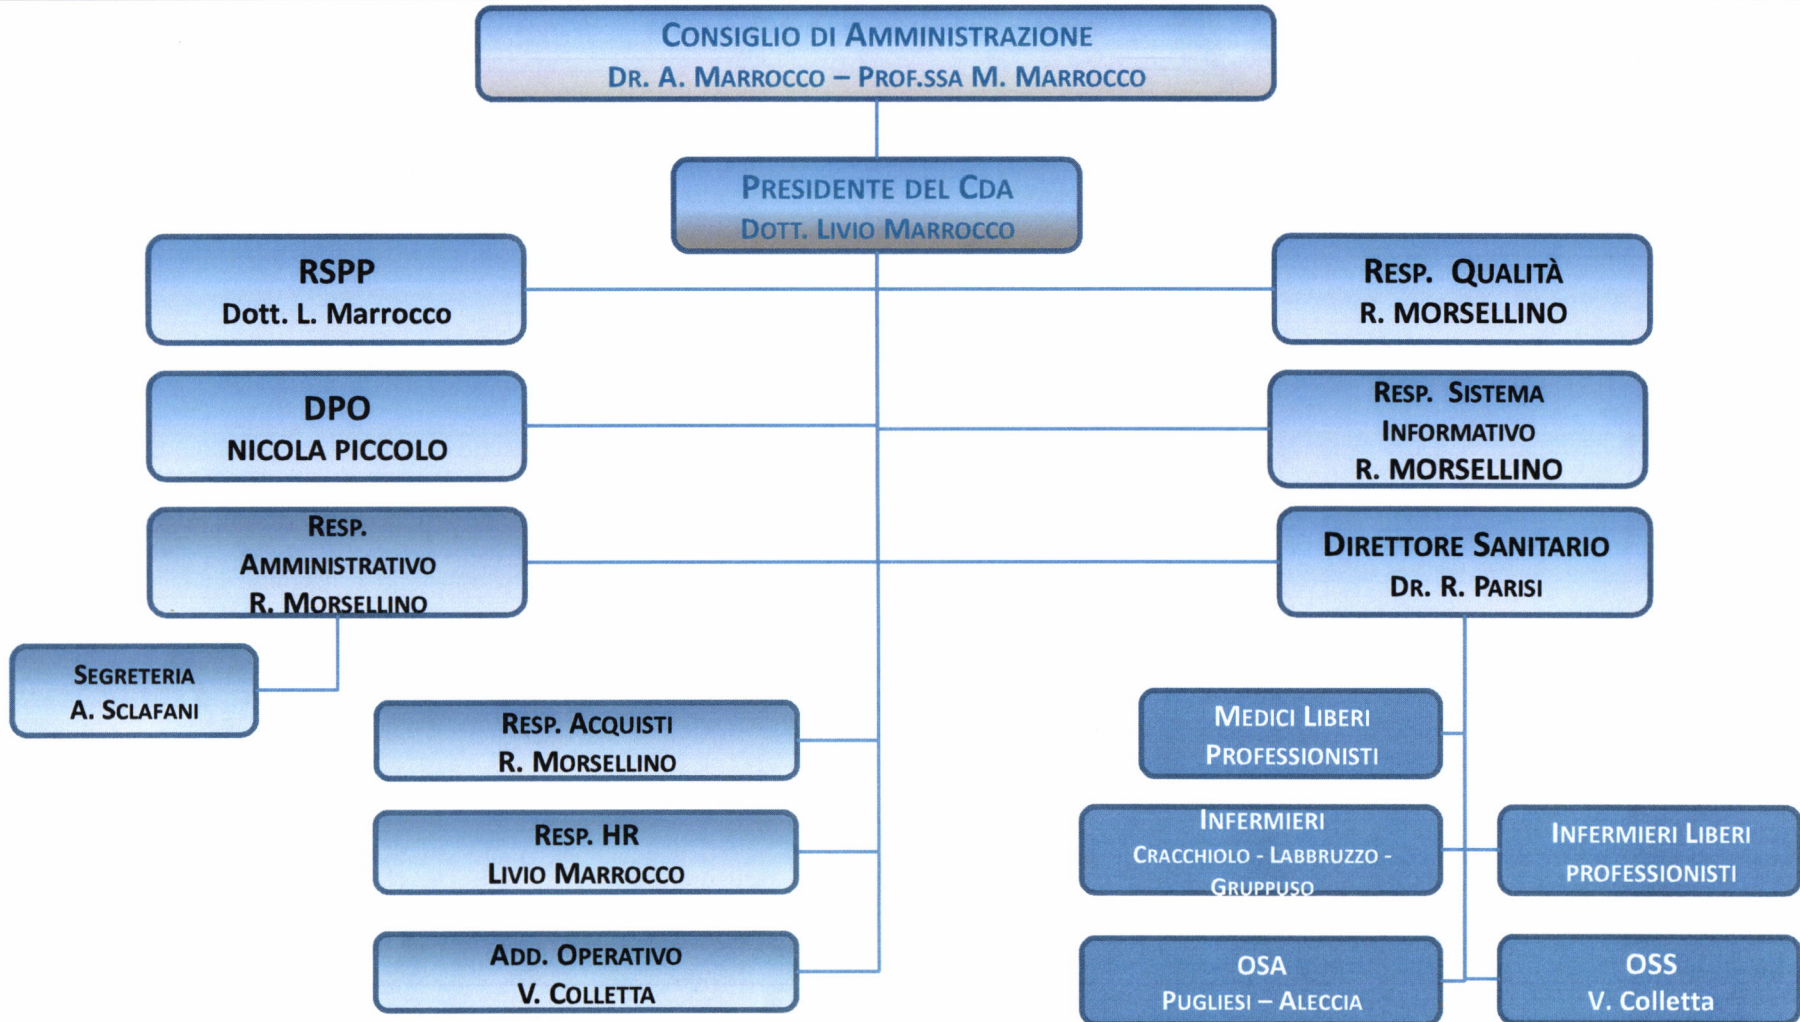 CONSIGLIO DI AMMINISTRAZIONE
DR. A. MARROCCO – PROF.SSA M. MARROCCO
PRESIDENTE DEL CDA
DOTT. LIVIO MARROCCO
RSPP
Dott. L. Marrocco
RESP. QUALITÀ
R. MORSELLINO
DPO
NICOLA PICCOLO
RESP. SISTEMA
INFORMATIVO
R. MORSELLINO
RESP.
AMMINISTRATIVO
R. MORSELLINO
DIRETTORE SANITARIO
DR. R. PARISI
SEGRETERIA
A. SCLAFANI
RESP. ACQUISTI
R. MORSELLINO
MEDICI LIBERI
PROFESSIONISTI
RESP. HR
LIVIO MARROCCO
INFERMIERI
CRACCHIOLO - LABBRUZZO -
GRUPPUSO
INFERMIERI LIBERI
PROFESSIONISTI
ADD. OPERATIVO
V. COLLETTA
OSA
PUGLIESI – ALECCIA
OSS
V. Colletta